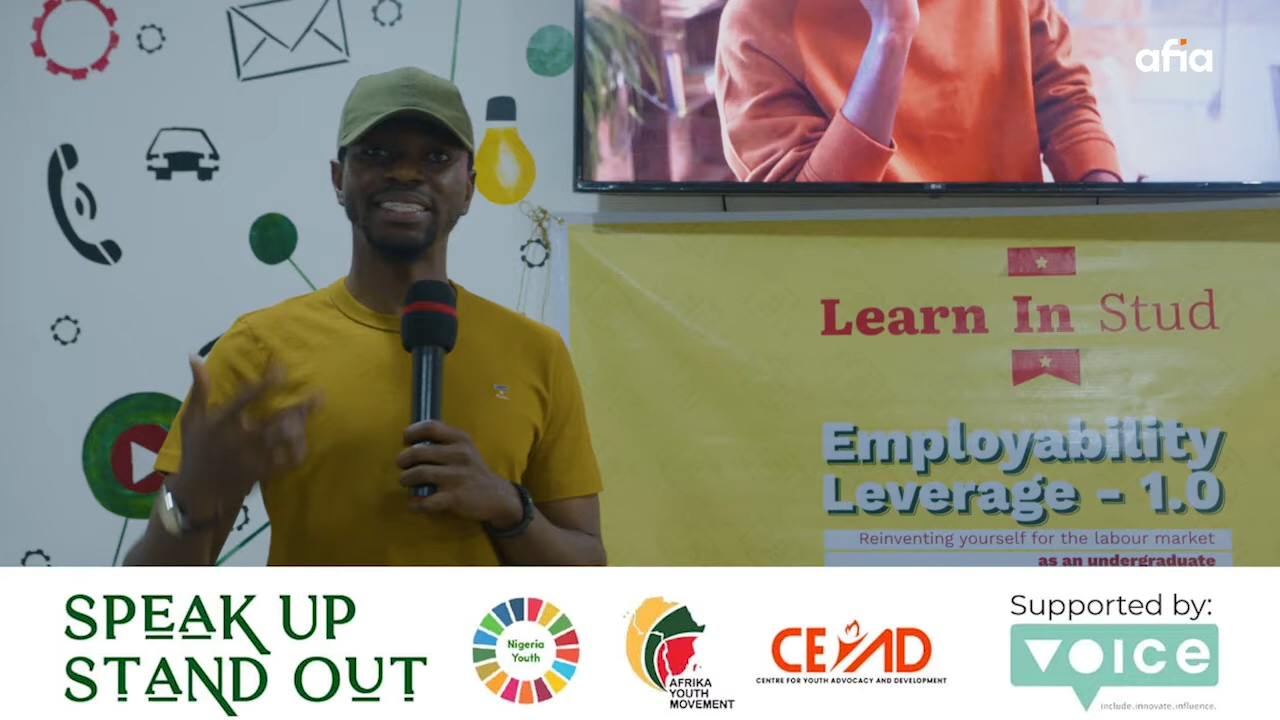 afia
LG
Learn In Stud
Employability
Leverage - 1.0
Reinventing yourself for the labour market
as an undergraduate
SPEAK UP
STAND OUT
Nigeria
Youth
AFRIKA
YOUTH
MOVEMENT
CEYAD
CENTRE FOR YOUTH ADVOCACY AND DEVELOPMENT
Supported by:
VOICE
include.innovate.influence.